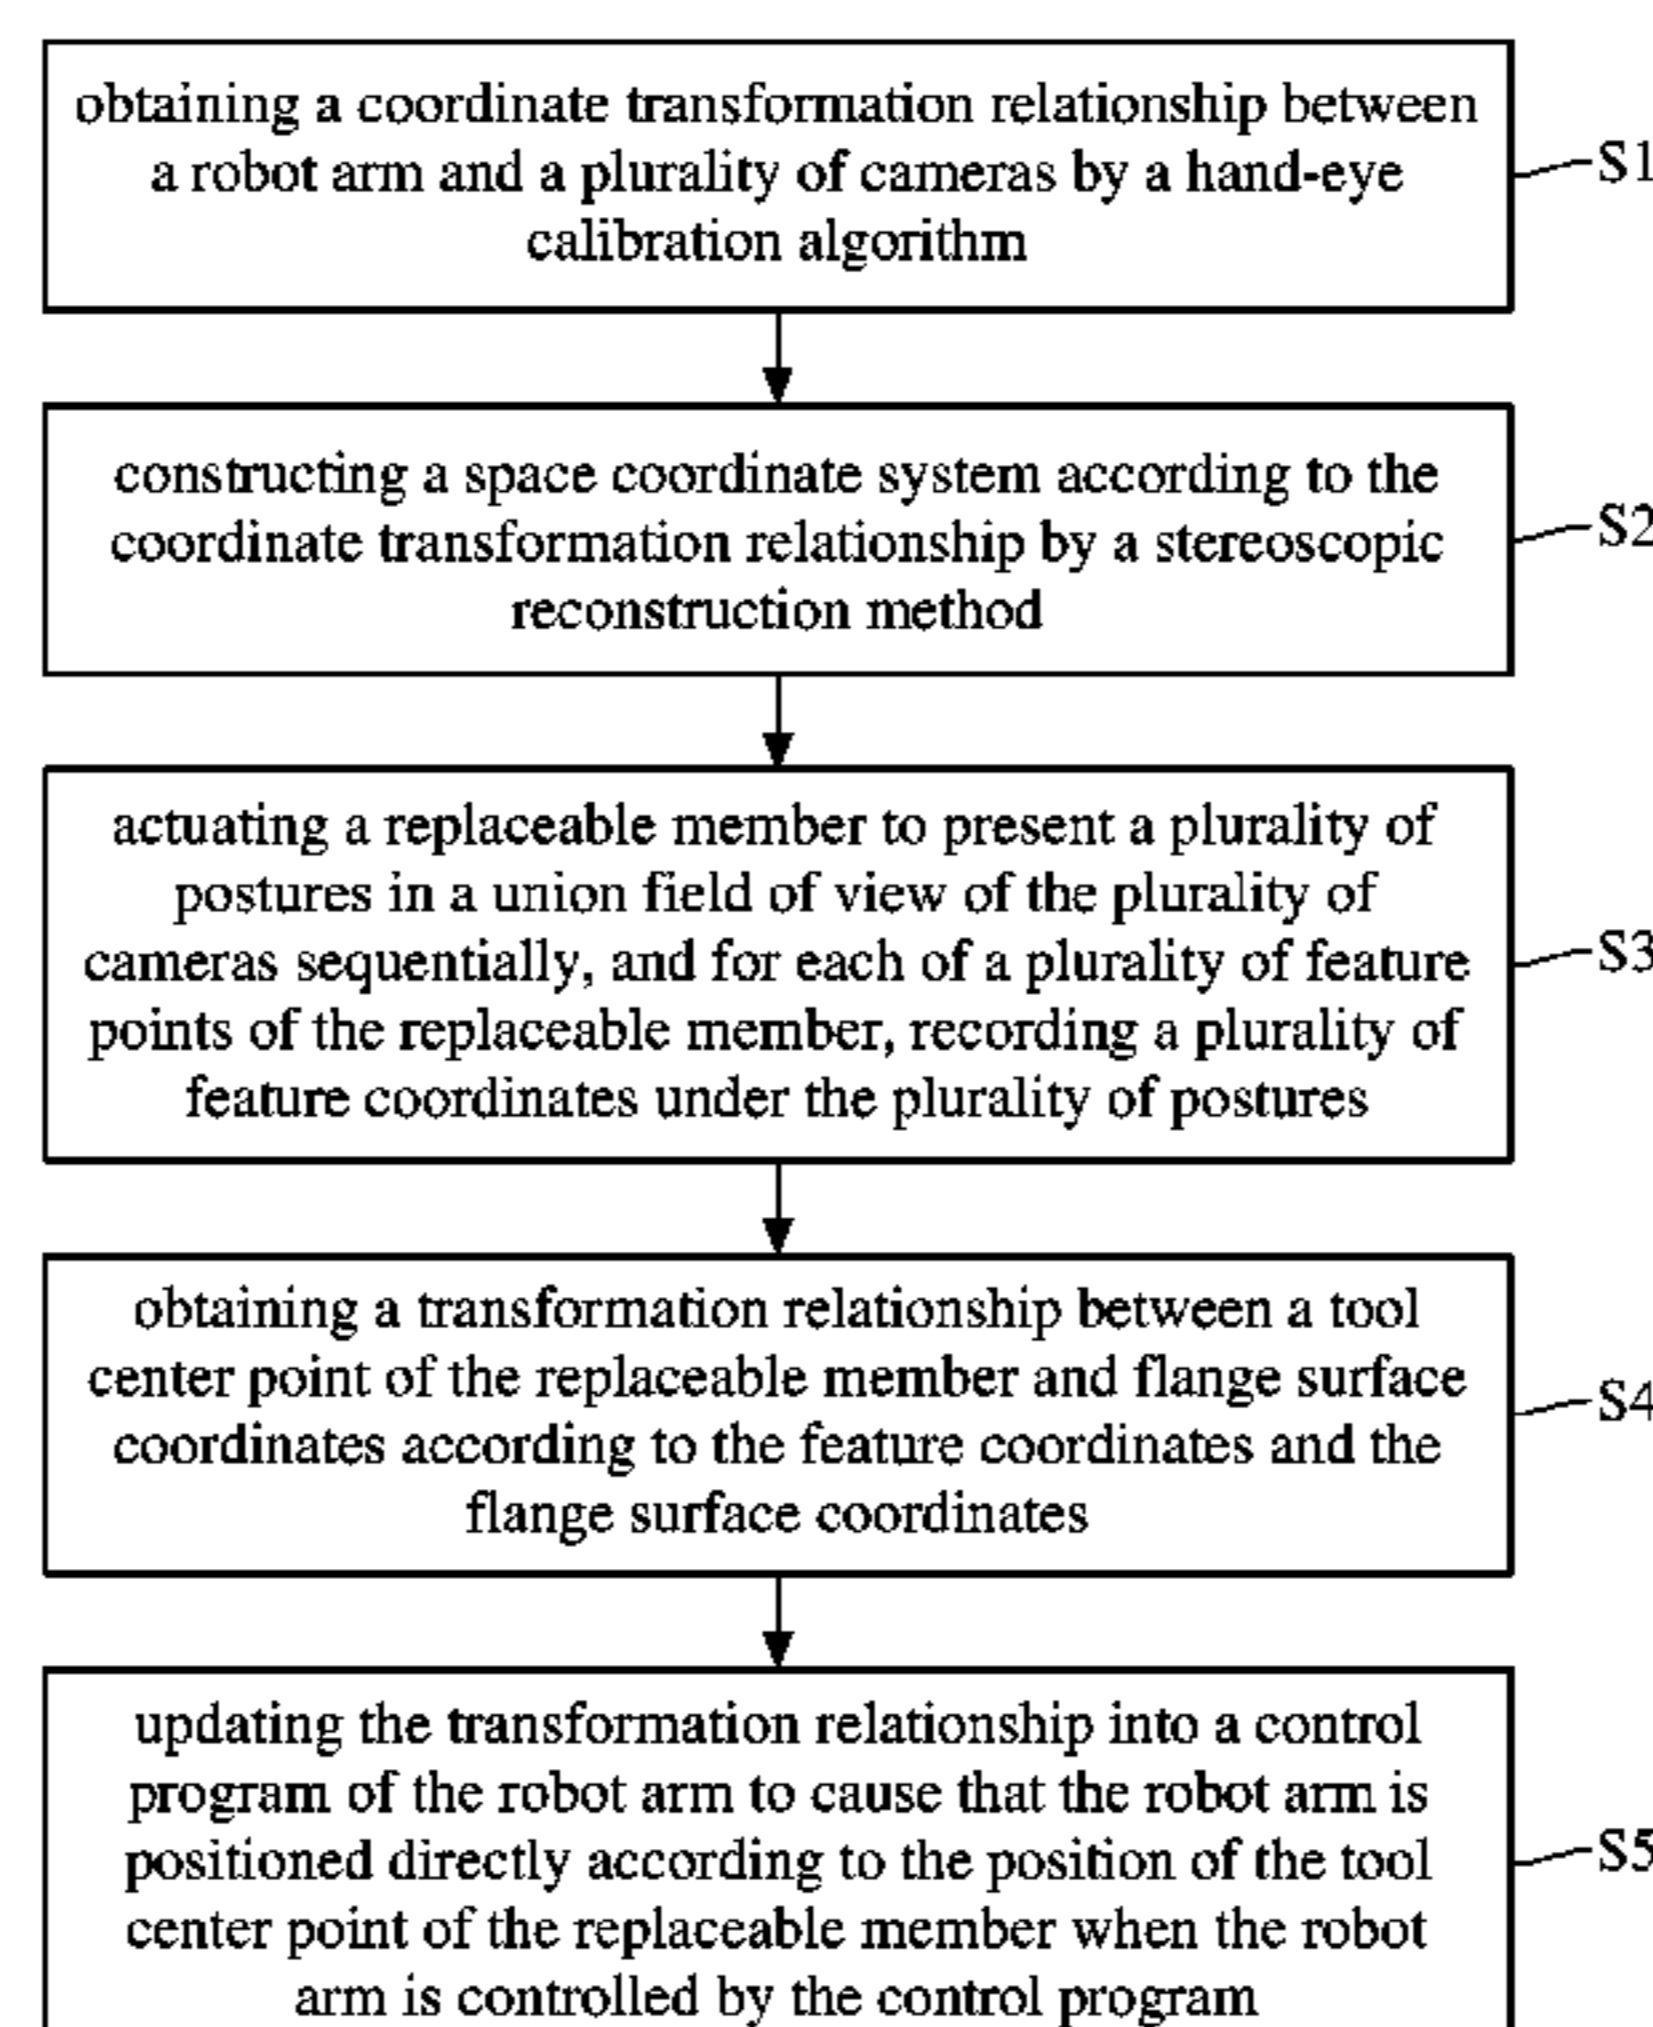 obtaining a coordinate transformation relationship between
a robot arm and a plurality of cameras by a hand-eye
calibration algorithm
S1
constructing a space coordinate system according to the
coordinate transformation relationship by a stereoscopic
reconstruction method
S2
actuating a replaceable member to present a plurality of
postures in a union field of view of the plurality of
cameras sequentially, and for each of a plurality of feature
points of the replaceable member, recording a plurality of
feature coordinates under the plurality of postures
S3
obtaining a transformation relationship between a tool
center point of the replaceable member and flange surface
coordinates according to the feature coordinates and the
flange surface coordinates
S4
updating the transformation relationship into a control
program of the robot arm to cause that the robot arm is
positioned directly according to the position of the tool
center point of the replaceable member when the robot
arm is controlled by the control program
S5